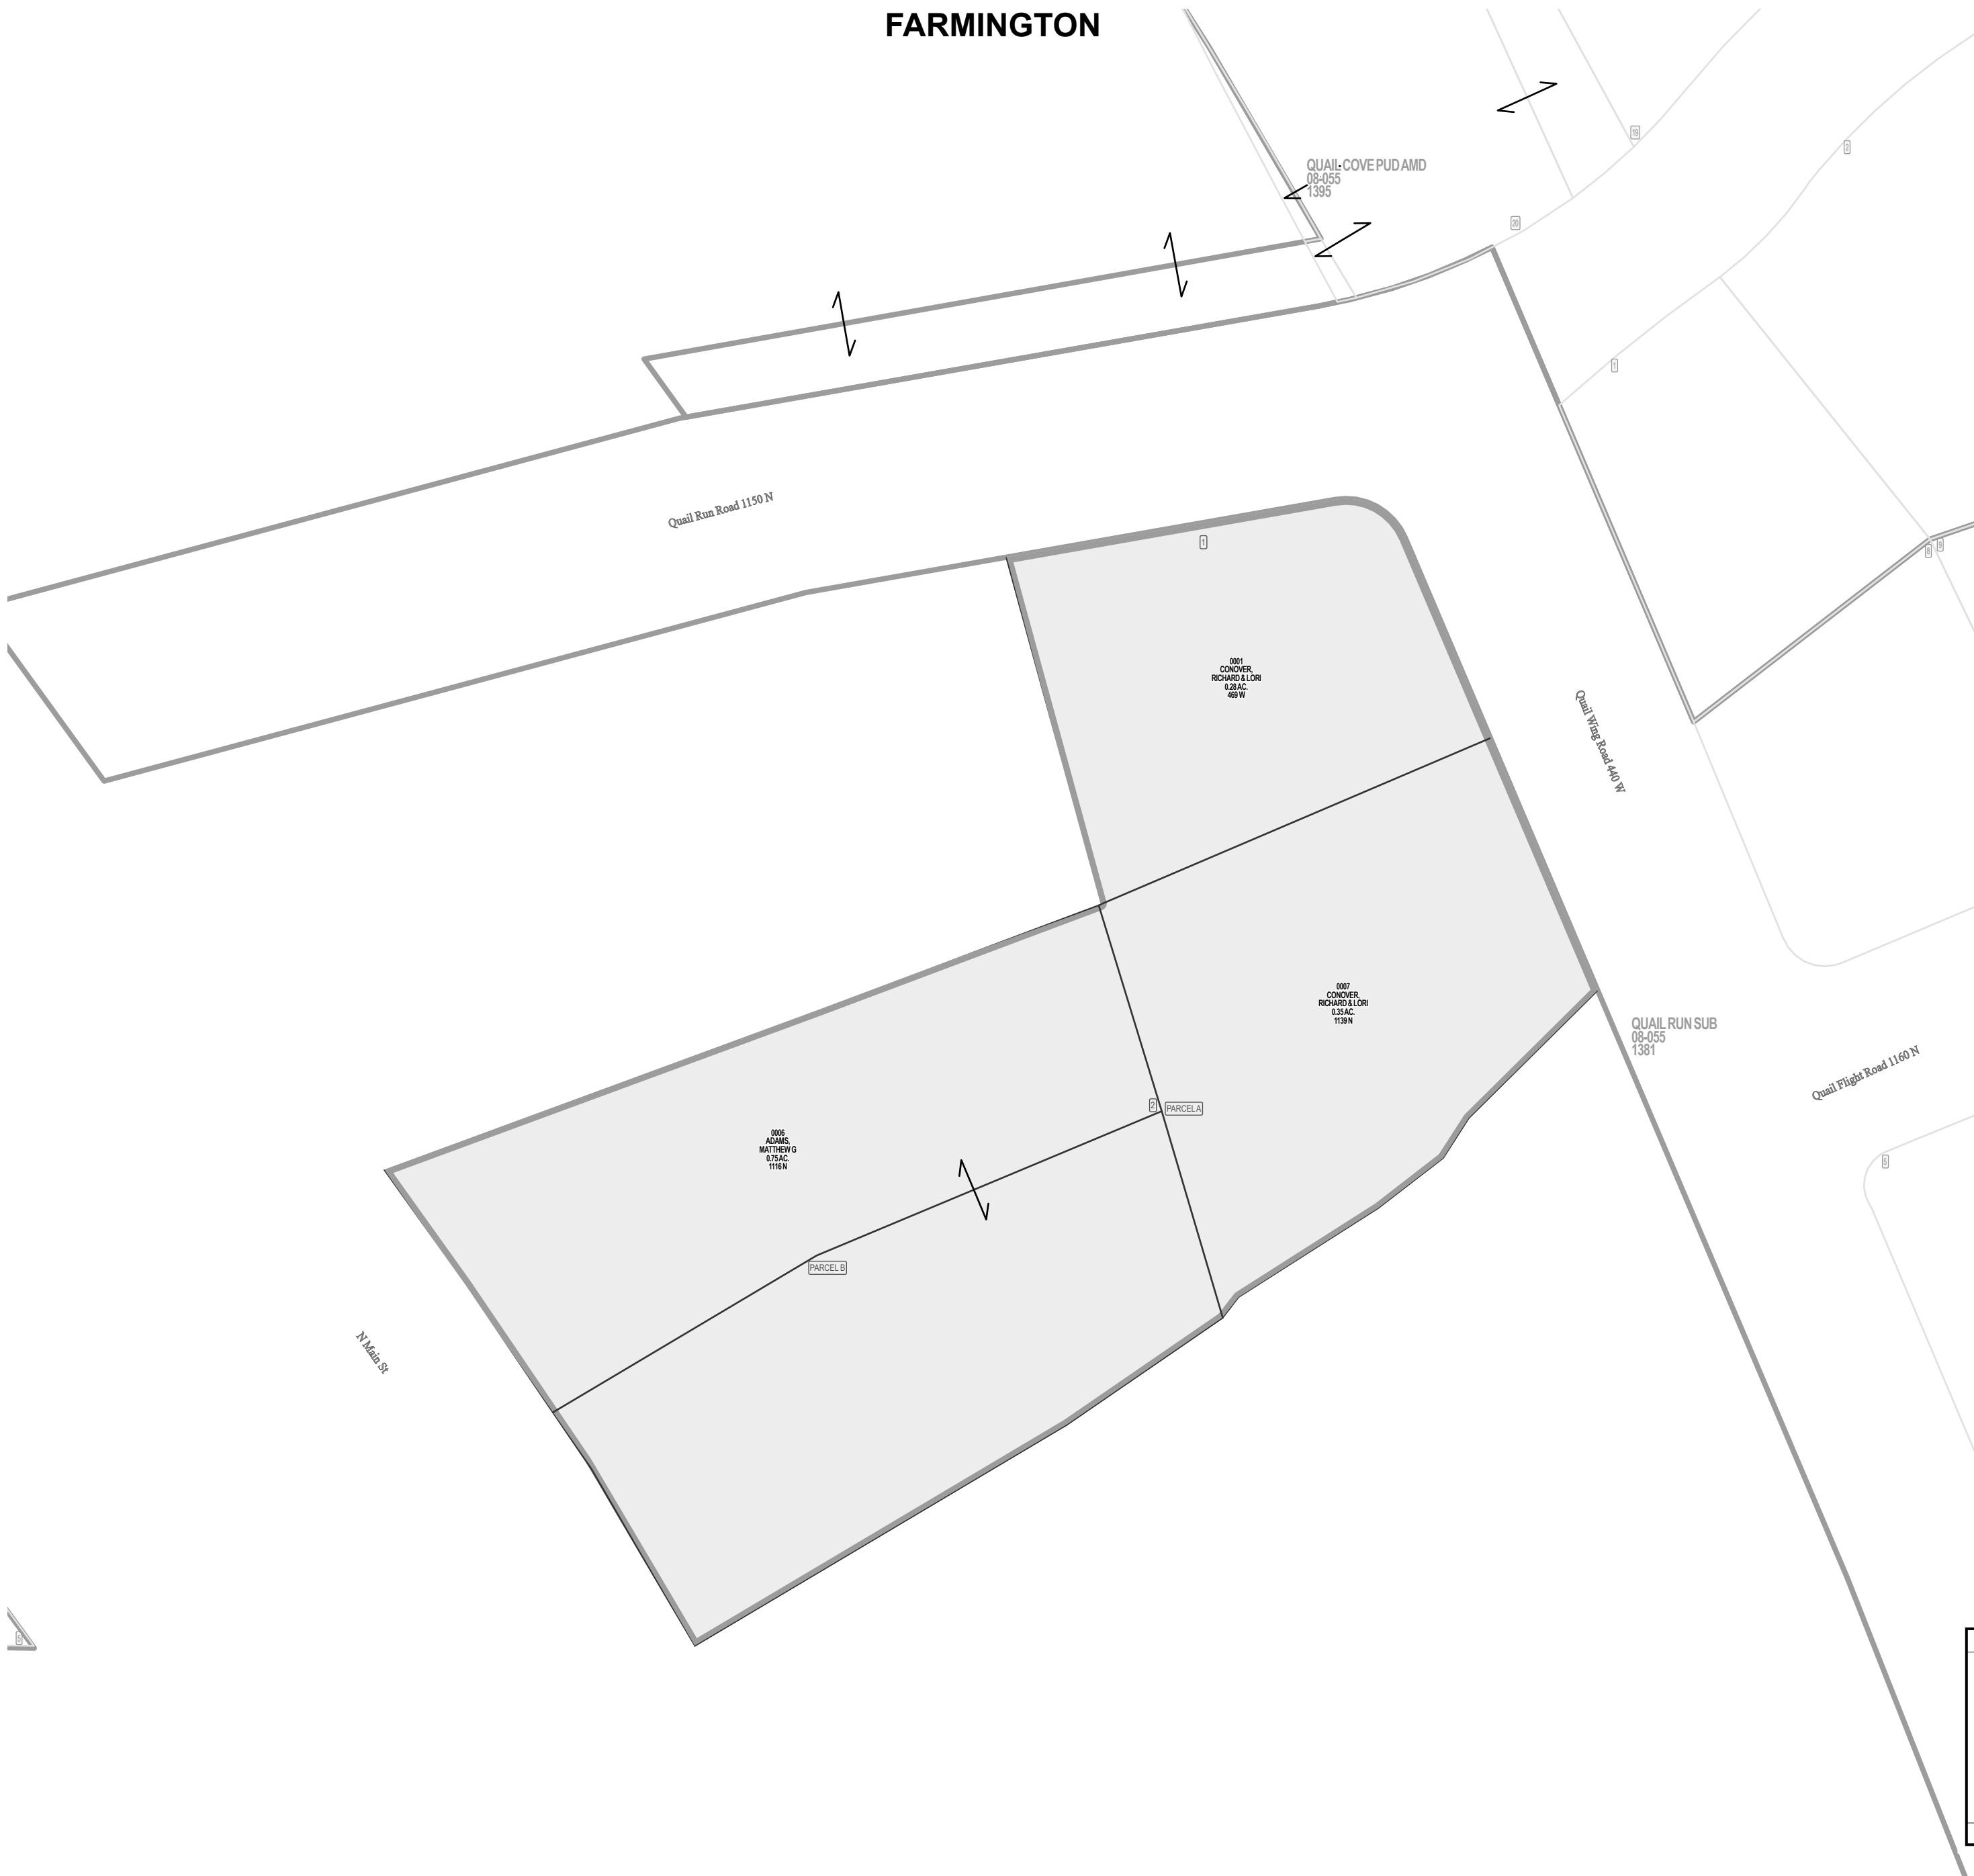 FARMINGTON
QUAIL COVE PUD AMD
08-055
1395
20
2
1
Quail Run Road 1150 N
1
0001
CONOVER,
RICHARD & LORI
0.28 AC.
469 W
Quail Wing Road 440 W
0007
CONOVER,
RICHARD & LORI
0.35 AC.
1139 N
QUAIL RUN SUB
08-055
1381
Quail Flight Road 1160 N
2
PARCEL A
0006
ADAMS,
MATTHEW G
0.75 AC.
1116 N
PARCEL B
N Main St